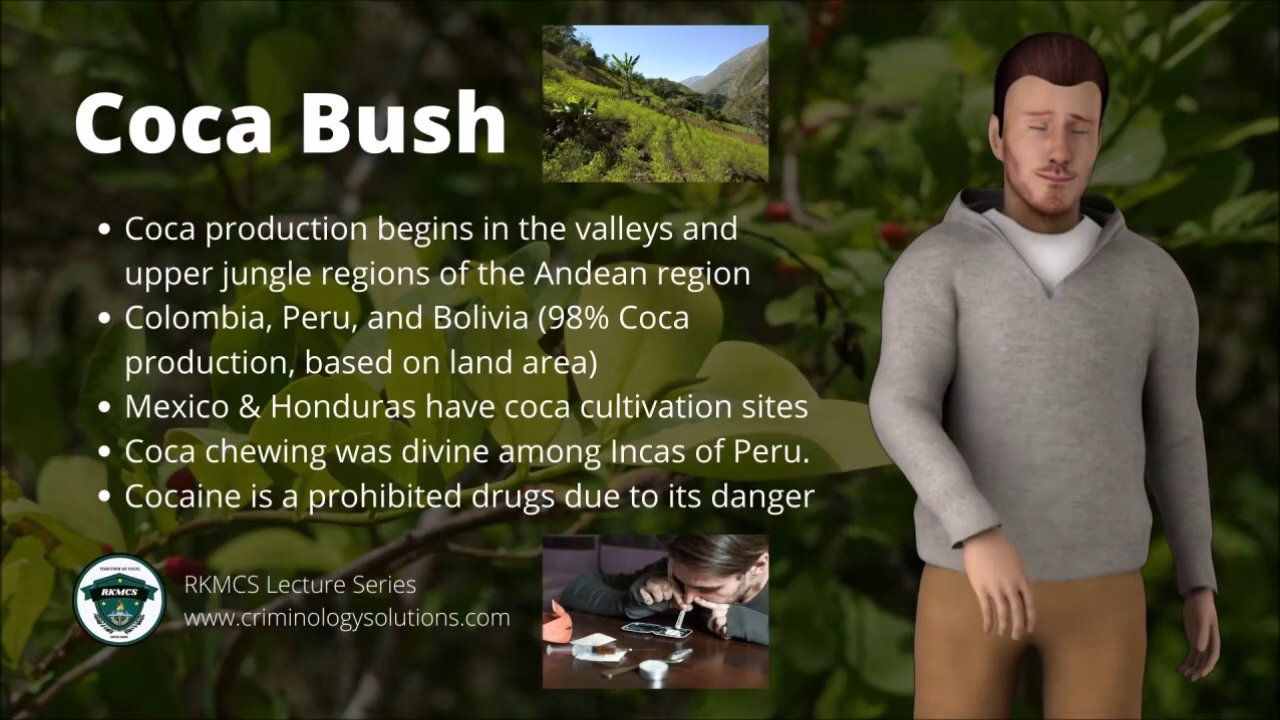 Coca Bush
• Coca production begins in the valleys and
upper jungle regions of the Andean region
• Colombia, Peru, and Bolivia (98% Coca
production, based on land area)
• Mexico & Honduras have coca cultivation sites
• Coca chewing was divine among Incas of Peru.
• Cocaine is a prohibited drugs due to its danger
RKMCS
RKMCS Lecture Series
www.criminologysolutions.com